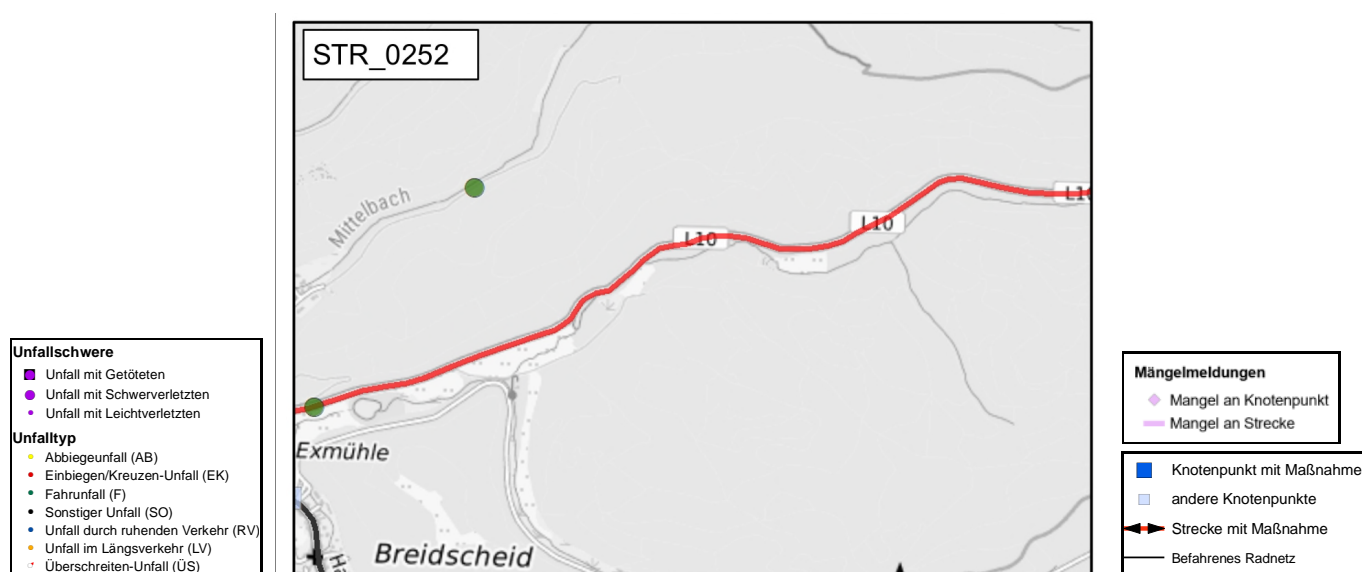 STR_0252
Mittelbach
L10
L10
L10
Exmühle
Breidscheid
Ha
Unfallschwere
Unfall mit Getöteten
Unfall mit Schwerverletzten
Unfall mit Leichtverletzten
Unfalltyp
Abbiegeunfall (AB)
Einbiegen/Kreuzen-Unfall (EK)
Fahrunfall (F)
Sonstiger Unfall (SO)
Unfall durch ruhenden Verkehr (RV)
Unfall im Längsverkehr (LV)
Überschreiten-Unfall (ÜS)
Mängelmeldungen
Mangel an Knotenpunkt
Mangel an Strecke
Knotenpunkt mit Maßnahme
andere Knotenpunkte
Strecke mit Maßnahme
Befahrenes Radnetz